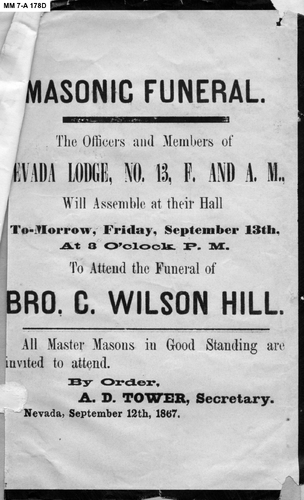 MM 7-A 178D
MASONIC FUNERAL.
The Officers and Members of
EVADA LODGE, NO. 13, F. AND A. M.,
Will Assemble at their Hall
To-Morrow, Friday, September 13th,
At 3 O'clock P. M.
To Attend the Funeral of
BRO. C. WILSON HILL.
All Master Masons in Good Standing are
invited to attend.
By Order,
A. D. TOWER, Secretary.
Nevada, September 12th, 1867.